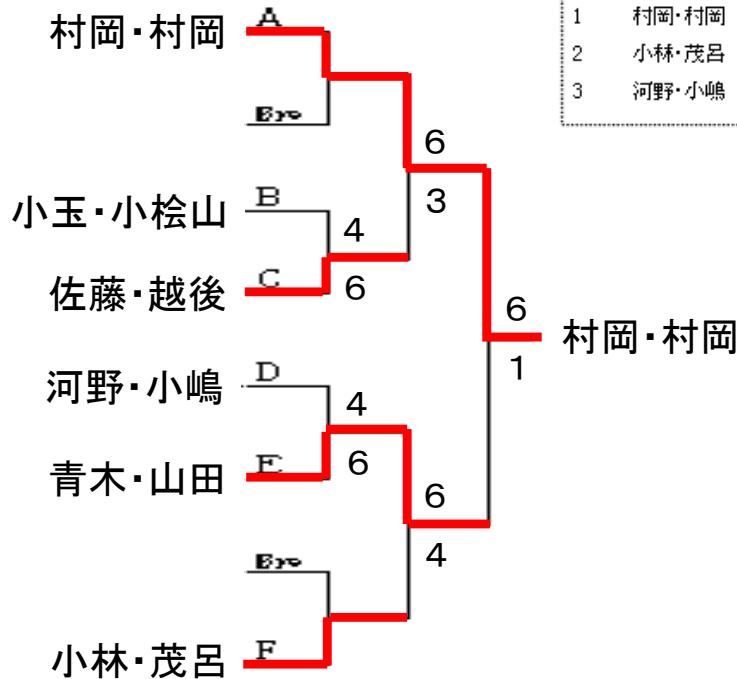 村岡・村岡
A
Bye
小玉・小桧山
B
佐藤・越後
C
4
6
6
3
河野・小嶋
D
青木・山田
E
4
6
Bye
小林・茂呂
F
6
4
6
1
村岡・村岡
1 村岡・村岡
2 小林・茂呂
3 河野・小嶋